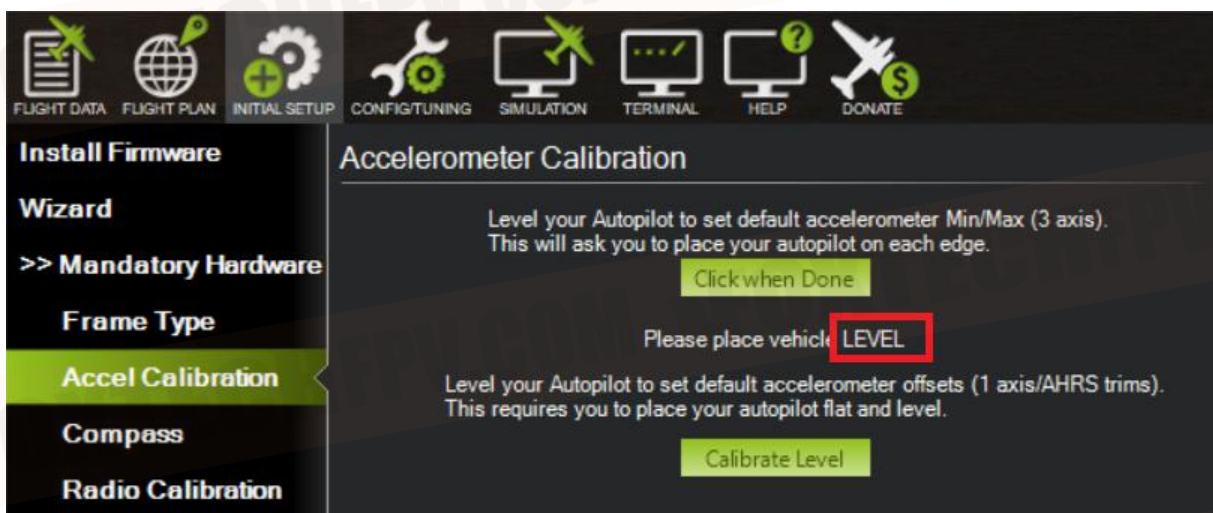 FLIGHT DATA FLIGHT PLAN INITIAL SETUP CONFIG/TUNING SIMULATION TERMINAL HELP DONATE
Install Firmware
Wizard
>> Mandatory Hardware
Frame Type
Accel Calibration
Compass
Radio Calibration
Accelerometer Calibration
Level your Autopilot to set default accelerometer Min/Max (3 axis).
This will ask you to place your autopilot on each edge.
Click when Done
Please place vehicle LEVEL
Level your Autopilot to set default accelerometer offsets (1 axis/AHRS trims).
This requires you to place your autopilot flat and level.
Calibrate Level